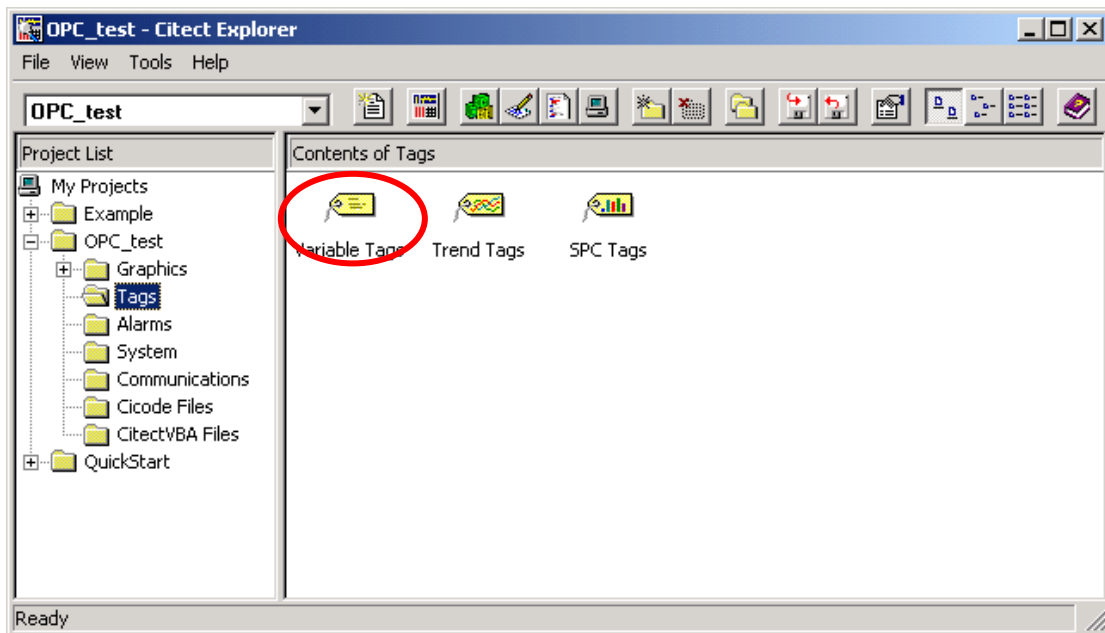 OPC_test - Citect Explorer
File View Tools Help
OPC_test
Project List
Contents of Tags
My Projects
Example
OPC_test
Graphics
Tags
Alarms
System
Communications
Cicode Files
CitectVBA Files
QuickStart
Variable Tags Trend Tags SPC Tags
Ready